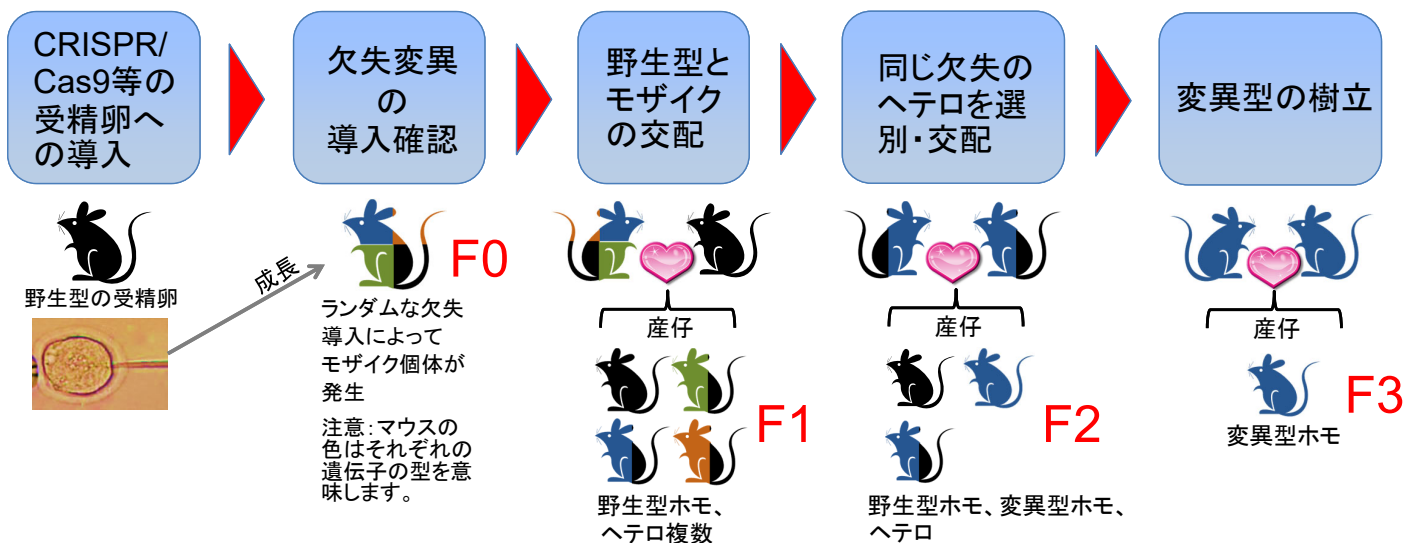 CRISPR/
Cas9等の
受精卵へ
の導入
欠失変異
の
導入確認
野生型と
モザイク
の交配
同じ欠失の
ヘテロを選
別・交配
変異型の樹立
野生型の受精卵
成長
F0
ランダムな欠失
導入によって
モザイク個体が
発生
注意：マウスの
色はそれぞれの
遺伝子の型を意
味します。
産仔
F1
野生型ホモ、
ヘテロ複数
産仔
F2
野生型ホモ、変異型ホモ、
ヘテロ
産仔
F3
変異型ホモ